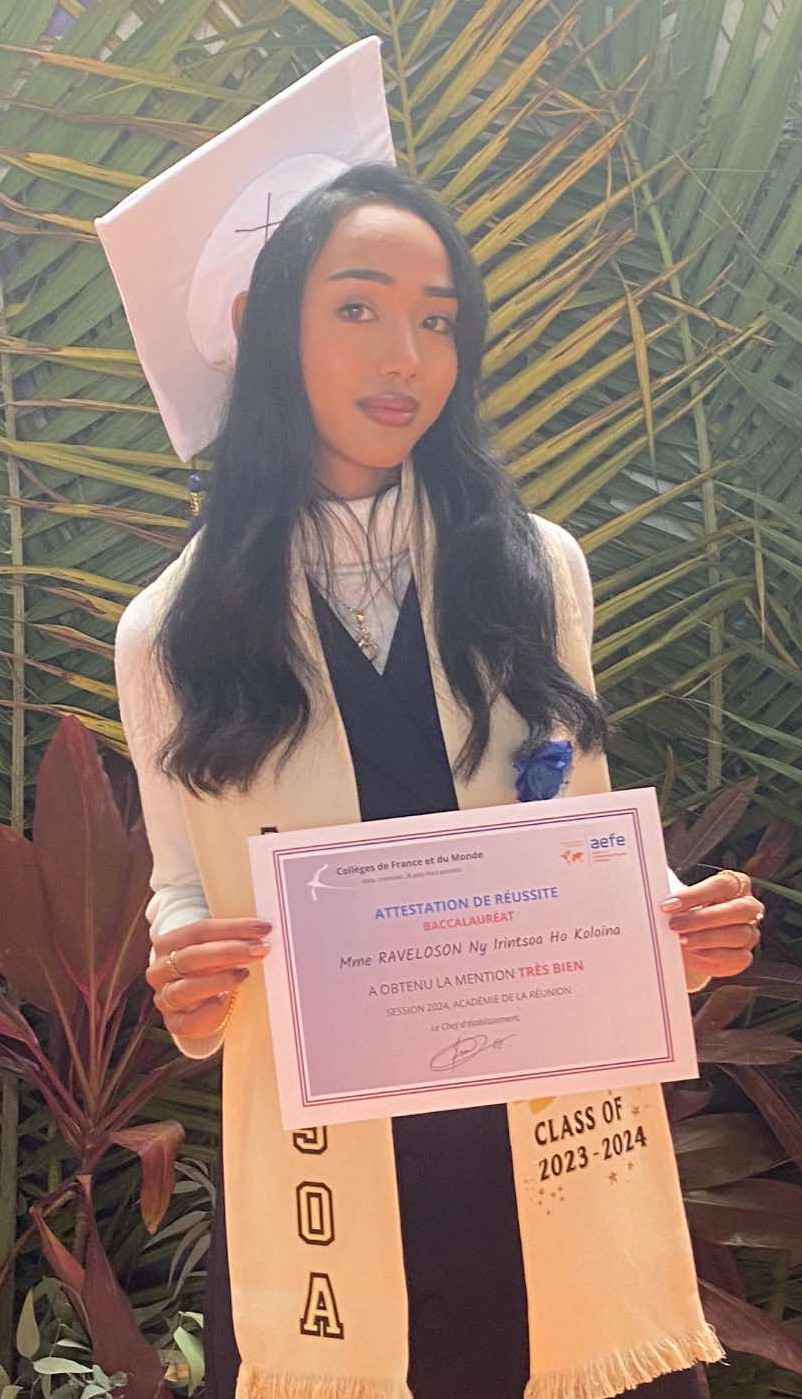 Collèges de France et du Monde
aefe
ATTESTATION DE RÉUSSITE
BACCALAURÉAT
Mme RAVELOSON Ny Irintsoa Ho Koloina
A OBTENU LA MENTION TRÈS BIEN
SESSION 2024, ACADÉMIE DE LA RÉUNION
Le Chef d'établissement,
O
A
CLASS OF
2023-2024